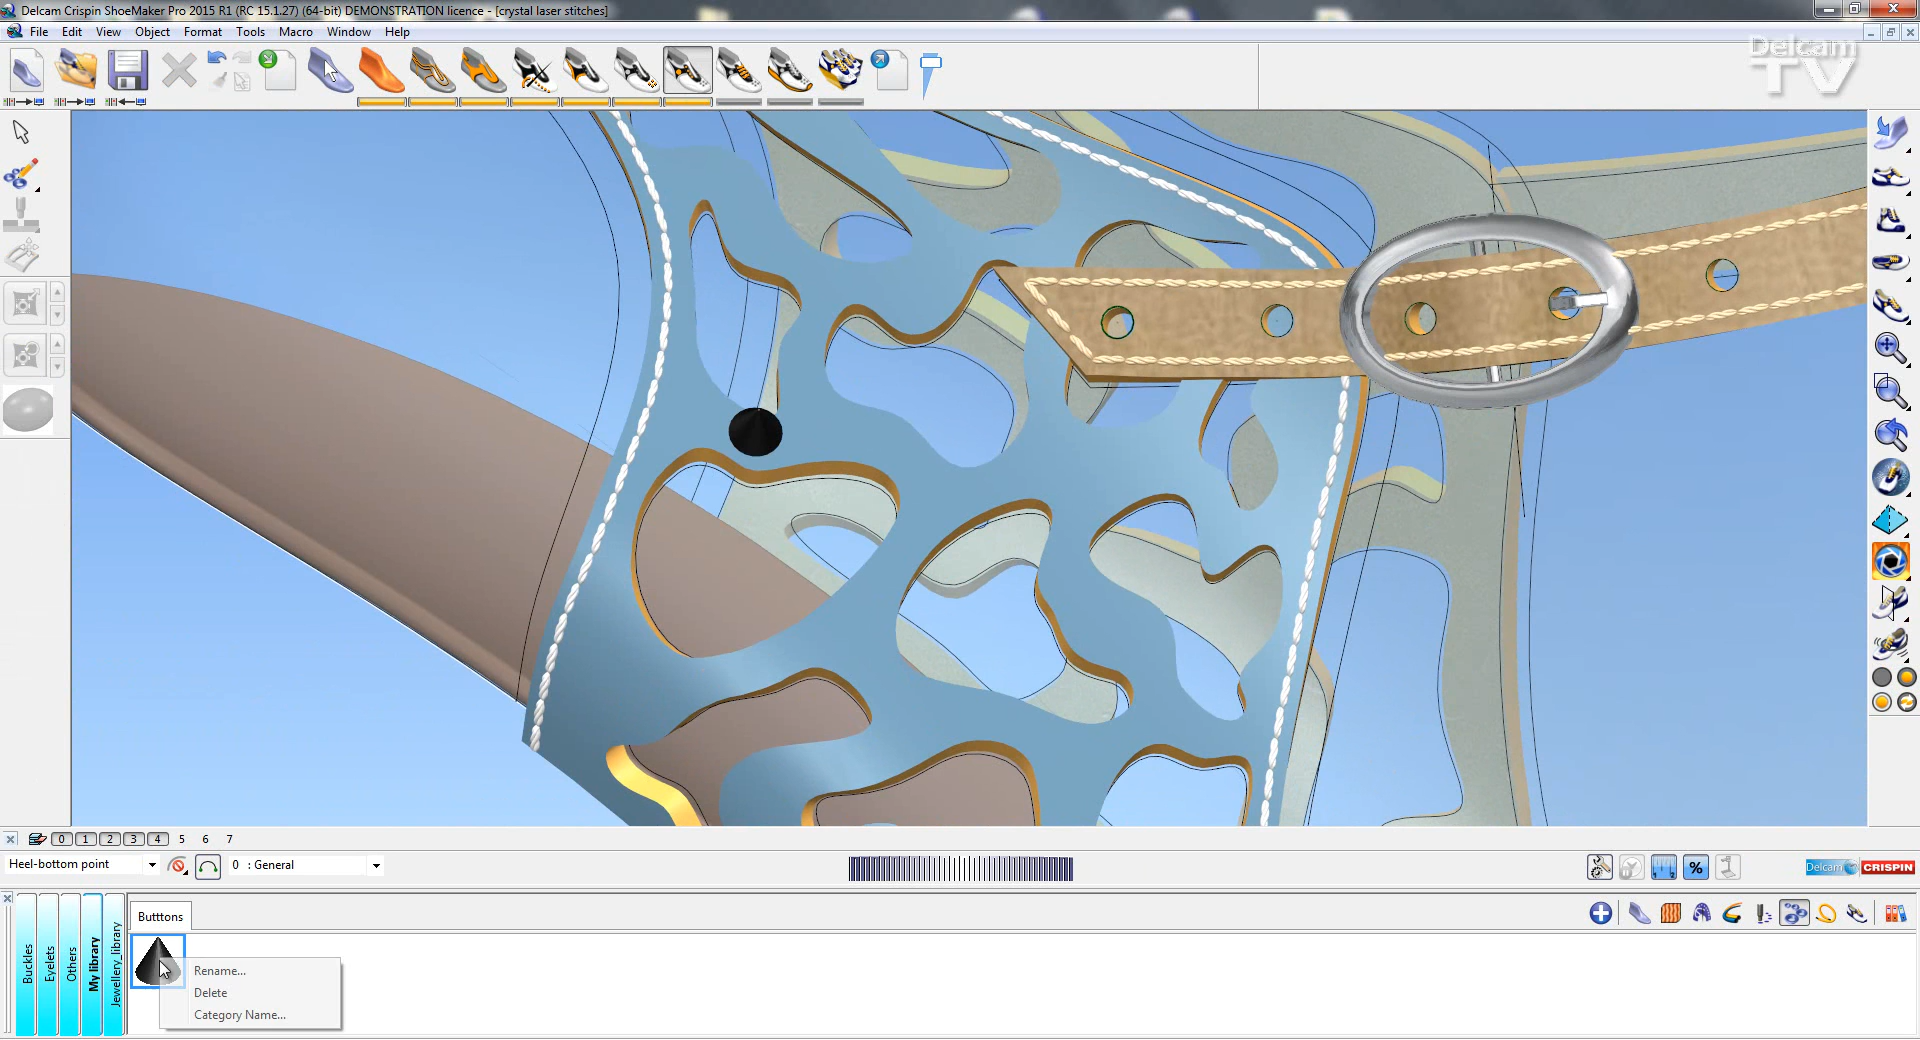 Delcam Crispin ShoeMaker Pro 2015 R1 (RC 15.1.27) (64-bit) DEMONSTRATION licence - [crystal laser stitches]
File Edit View Object Format Tools Macro Window Help
Delcam
TV
0 1 2 3 4 5 6 7
Heel-bottom point
0 : General
%
Delcam CRISPIN
Buckles
Eyelets
Others
My library
Jewellery_library
Butttons
Rename...
Delete
Category Name...